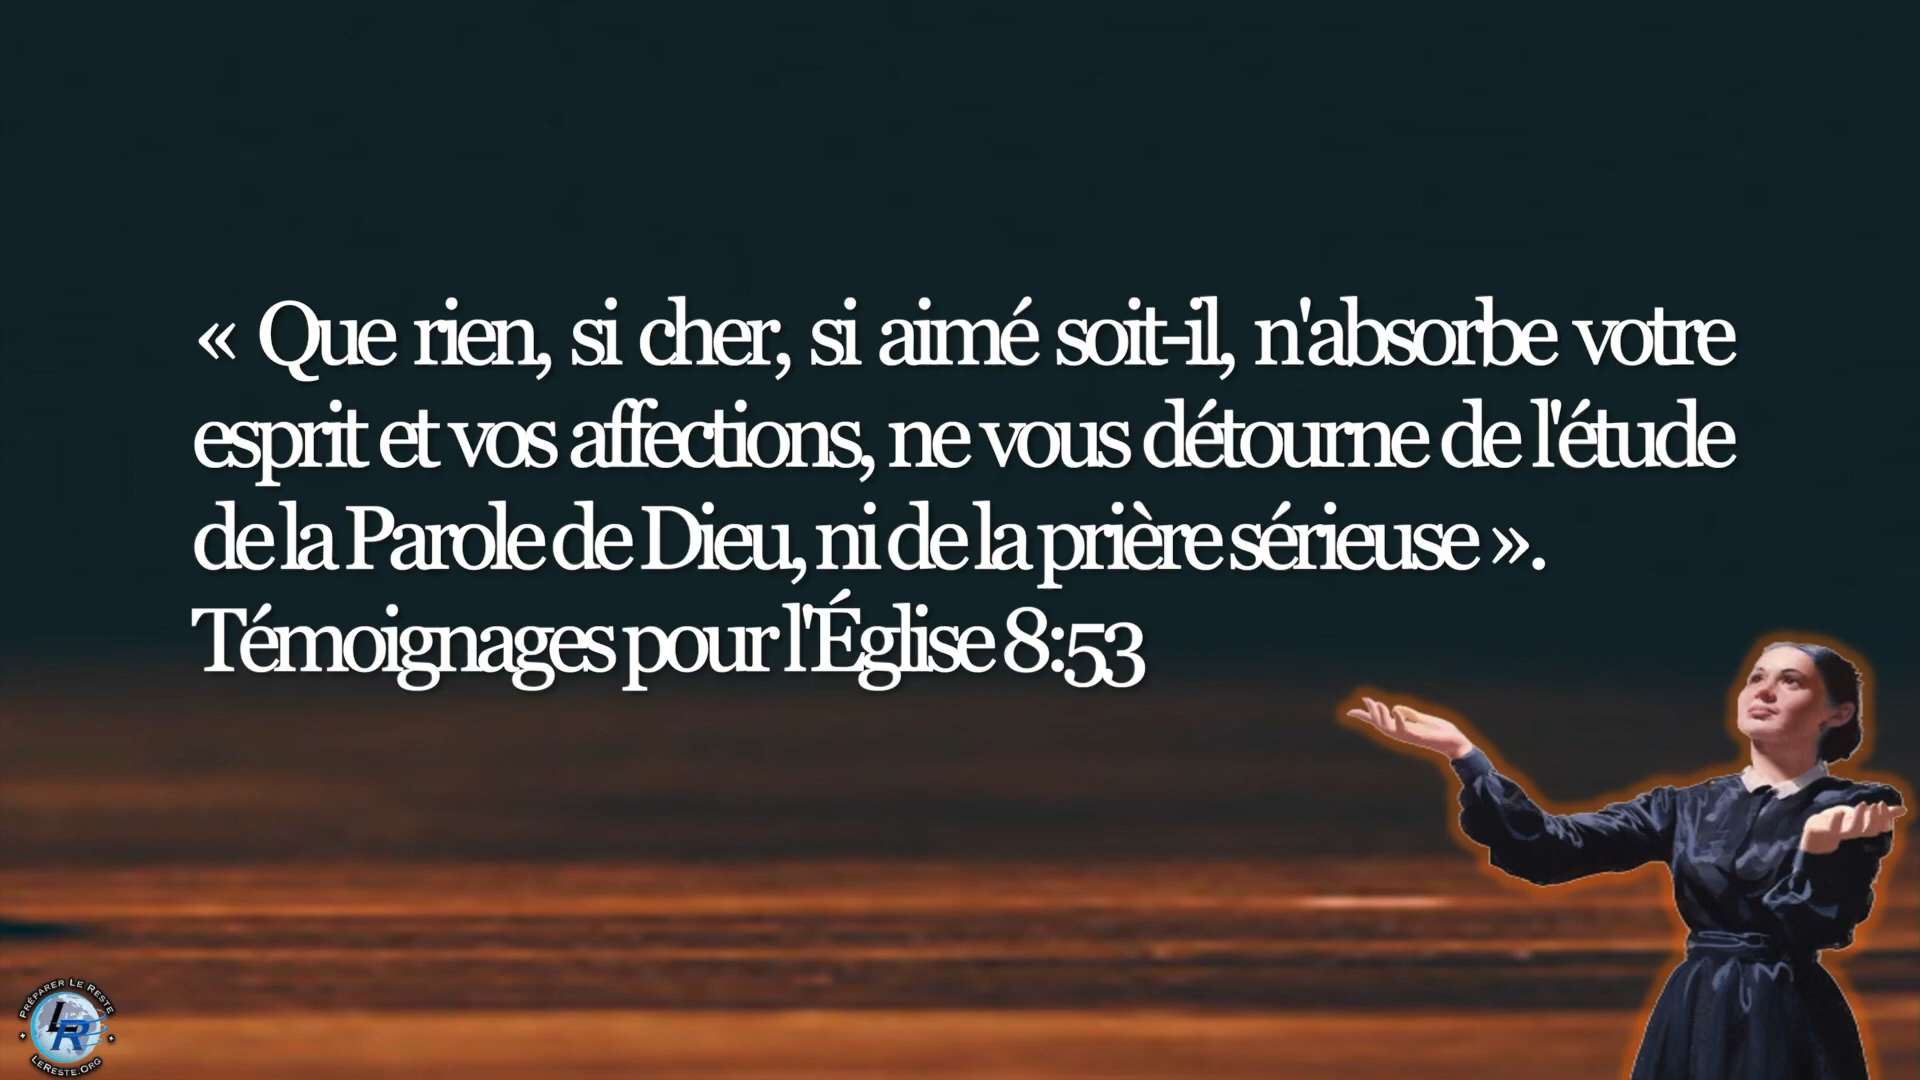 « Que rien, si cher, si aimé soit-il, n'absorbe votre
esprit et vos affections, ne vous détourne de l'étude
de la Parole de Dieu, ni de la prière sérieuse ».
Témoignages pour l'Église 8:53
PRÉPARER LE RESTE
LR
LERESTE.ORG